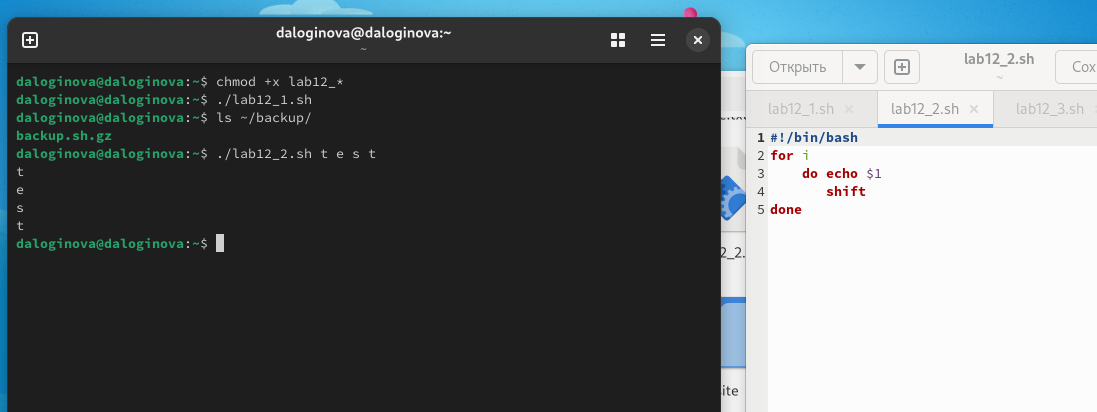 daloginova@daloginova:~
~
daloginova@daloginova:~$ chmod +x lab12_*
daloginova@daloginova:~$ ./lab12_1.sh
daloginova@daloginova:~$ ls ~/backup/
backup.sh.gz
daloginova@daloginova:~$ ./lab12_2.sh t e s t
t
e
s
t
daloginova@daloginova:~$
2_2.
site
Открыть
lab12_2.sh
~
Сох
lab12_1.sh ×
lab12_2.sh ×
lab12_3.sh ×
1 #!/bin/bash
2 for i
3     do echo $1
4        shift
5 done